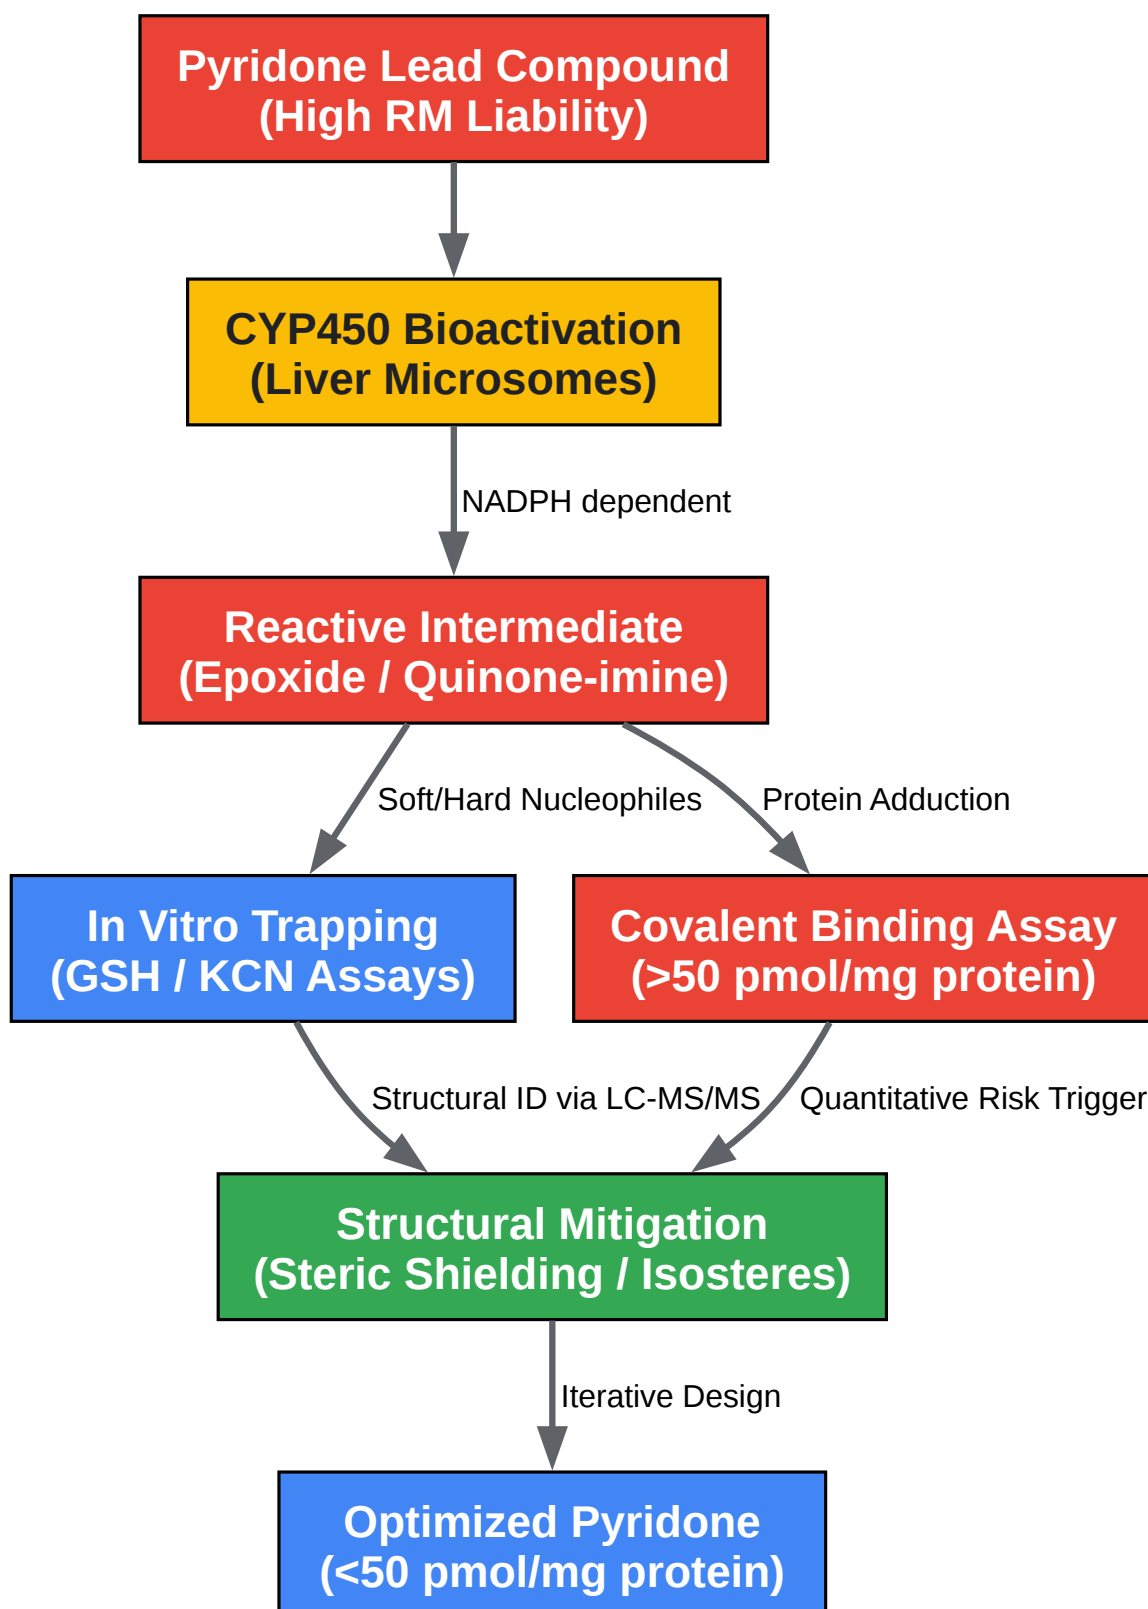 Pyridone Lead Compound
(High RM Liability)
CYP450 Bioactivation
(Liver Microsomes)
NADPH dependent
Reactive Intermediate
(Epoxide / Quinone-imine)
Soft/Hard Nucleophiles
Protein Adduction
In Vitro Trapping
(GSH / KCN Assays)
Covalent Binding Assay
(>50 pmol/mg protein)
Structural ID via LC-MS/MS
Quantitative Risk Trigger
Structural Mitigation
(Steric Shielding / Isosteres)
Iterative Design
Optimized Pyridone
(<50 pmol/mg protein)